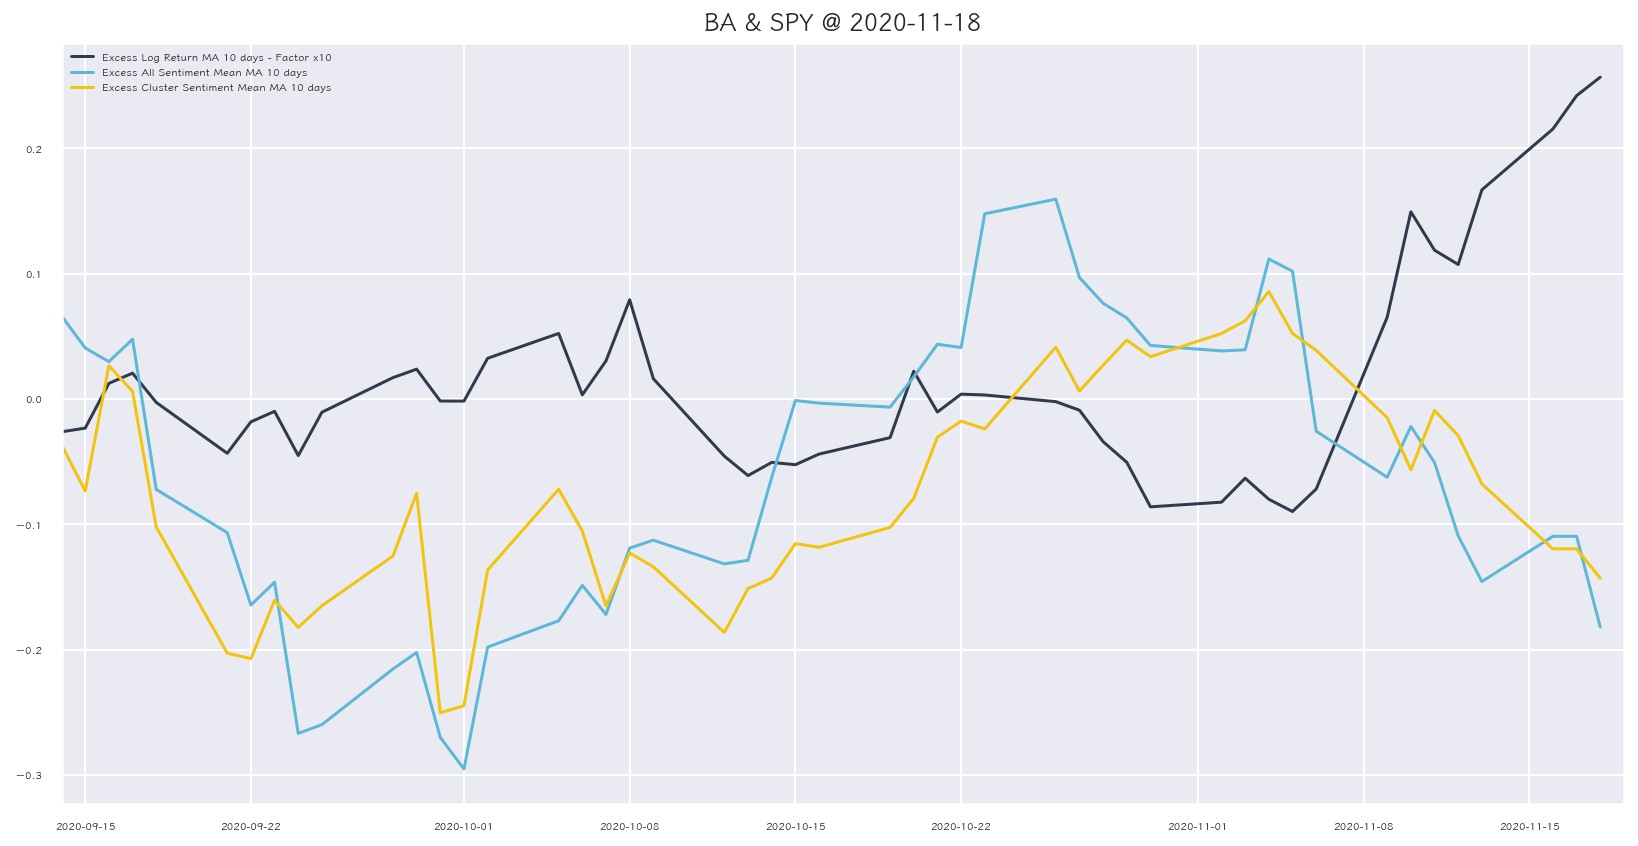 BA & SPY @ 2020-11-18
Excess Log Return MA 10 days - Factor x10
Excess All Sentiment Mean MA 10 days
Excess Cluster Sentiment Mean MA 10 days
0.2
0.1
0.0
−0.1
−0.2
−0.3
2020-09-15 2020-09-22 2020-10-01 2020-10-08 2020-10-15 2020-10-22 2020-11-01 2020-11-08 2020-11-15